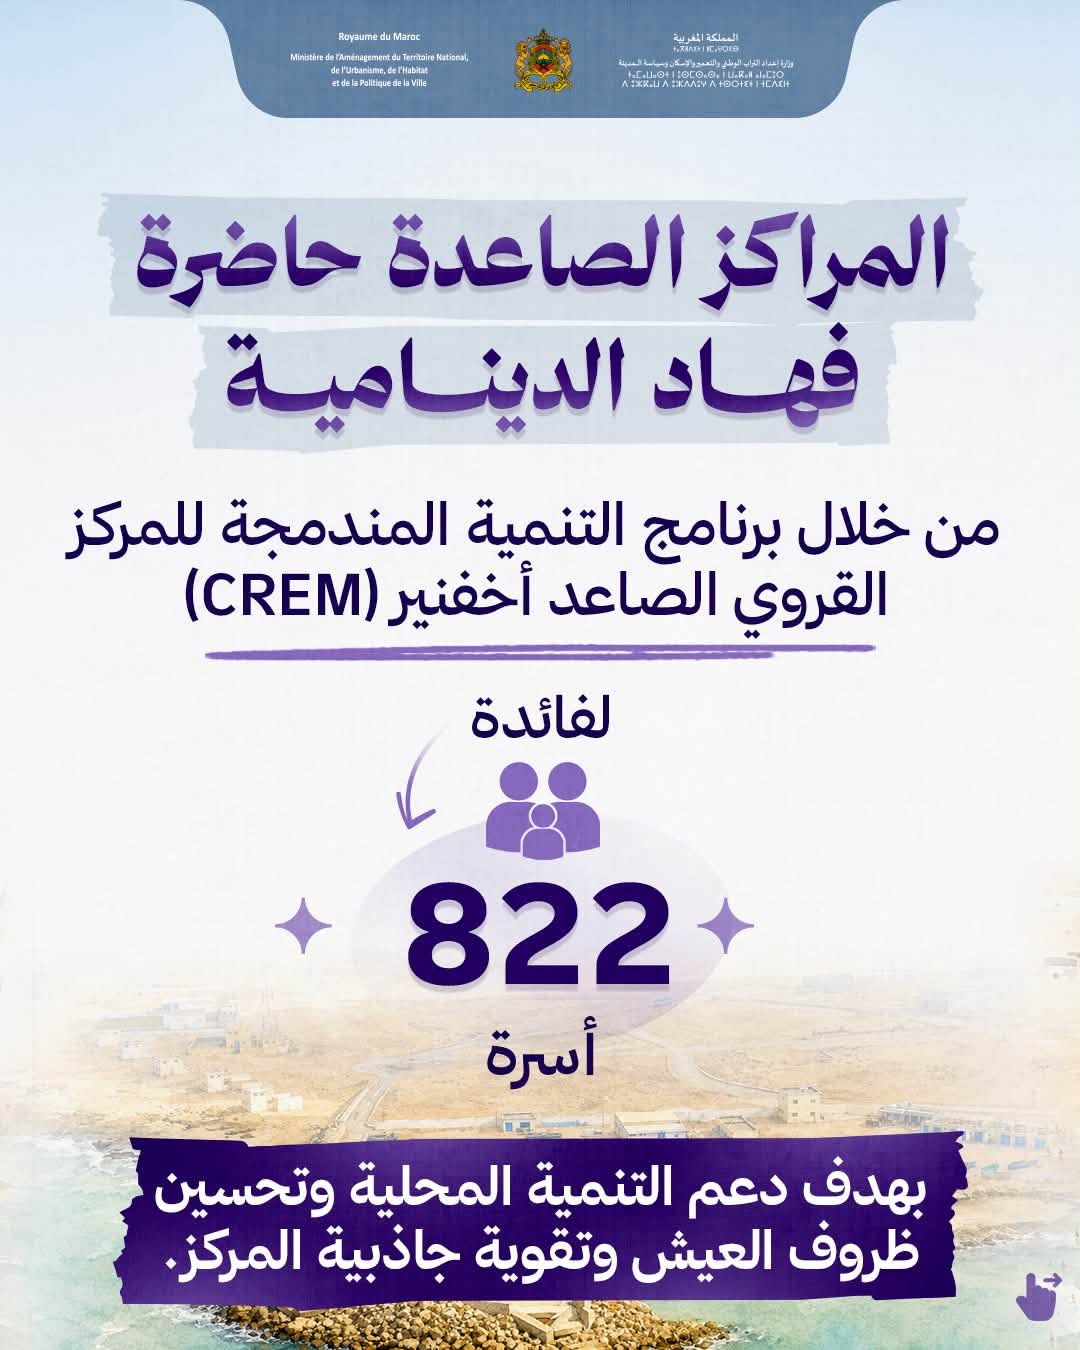 Royaume du Maroc
Ministère de l'Aménagement du Territoire National,
de l'Urbanisme, de l'Habitat
et de la Politique de la Ville
المملكة المغربية
ⵜⴰⴳⵍⴷⵉⵜ ⵏ ⵍⵎⵖⵔⵉⴱ
وزارة إعداد التراب الوطني والتعمير والإسكان وسياسة المدينة
المراكز الصاعدة حاضرة
فهاد الدينامية
من خلال برنامج التنمية المندمجة للمركز
القروي الصاعد أخفنير (CREM)
لفائدة
822
أسرة
بهدف دعم التنمية المحلية وتحسين
ظروف العيش وتقوية جاذبية المركز.